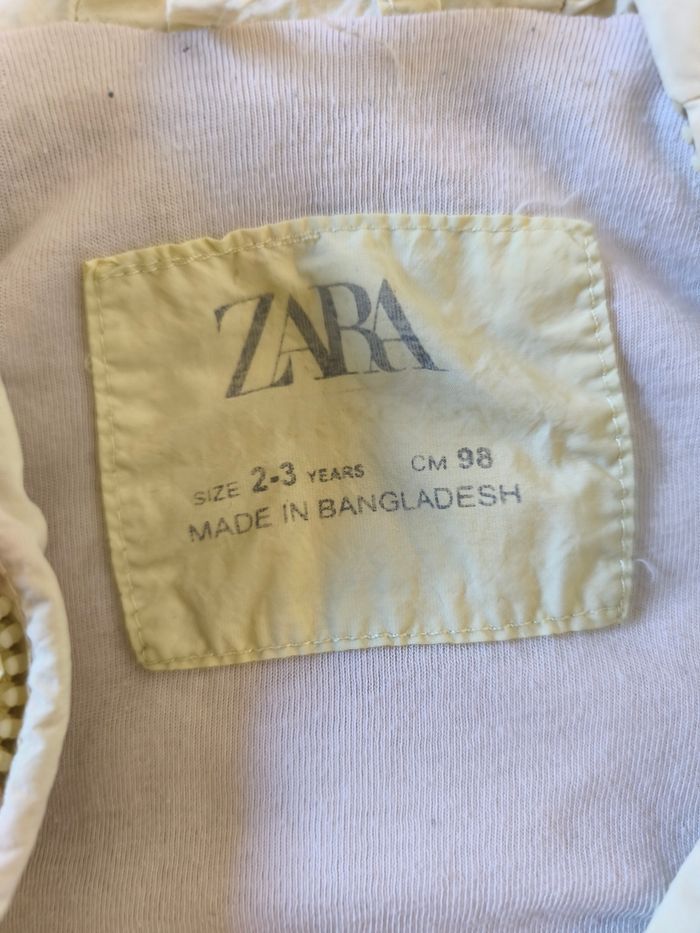 ZARA
SIZE 2-3 YEARS CM 98
MADE IN BANGLADESH